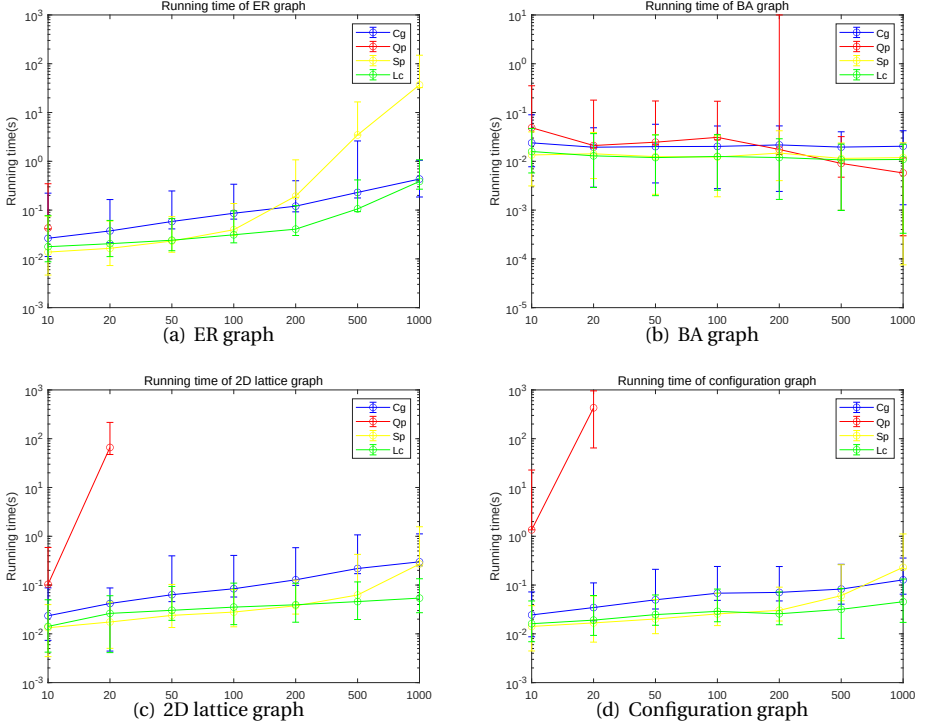 Running time of ER graph
Running time(s)
10^3
10^2
10^1
10^0
10^-1
10^-2
10^-3
10 20 50 100 200 500 1000
Cg
Qp
Sp
Lc
(a) ER graph
Running time of BA graph
Running time(s)
10^1
10^0
10^-1
10^-2
10^-3
10^-4
10^-5
10 20 50 100 200 500 1000
Cg
Qp
Sp
Lc
(b) BA graph
Running time of 2D lattice graph
Running time(s)
10^3
10^2
10^1
10^0
10^-1
10^-2
10^-3
10 20 50 100 200 500 1000
Cg
Qp
Sp
Lc
(c) 2D lattice graph
Running time of configuration graph
Running time(s)
10^3
10^2
10^1
10^0
10^-1
10^-2
10^-3
10 20 50 100 200 500 1000
Cg
Qp
Sp
Lc
(d) Configuration graph